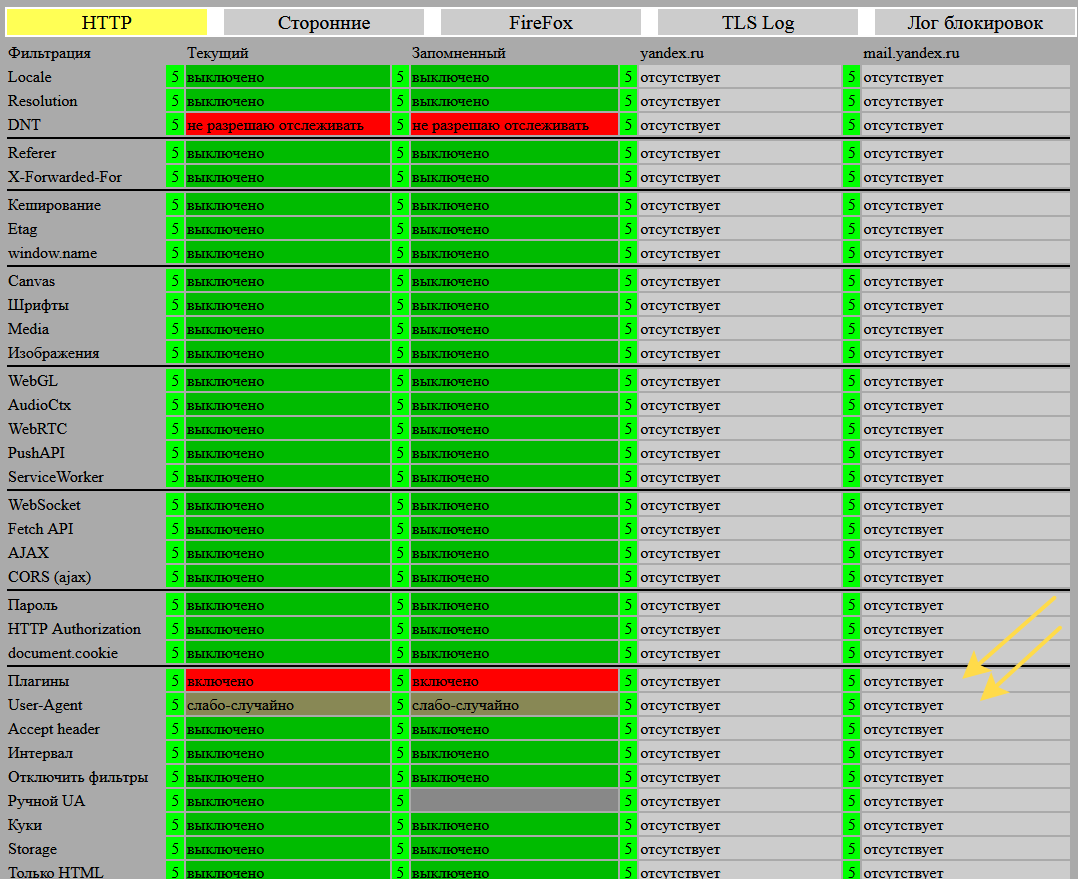 HTTP Сторонние FireFox TLS Log Лог блокировок
Фильтрация Текущий Запомненный yandex.ru mail.yandex.ru
Locale 5 выключено 5 выключено 5 отсутствует 5 отсутствует
Resolution 5 выключено 5 выключено 5 отсутствует 5 отсутствует
DNT 5 не разрешаю отслеживать 5 не разрешаю отслеживать 5 отсутствует 5 отсутствует
Referer 5 выключено 5 выключено 5 отсутствует 5 отсутствует
X-Forwarded-For 5 выключено 5 выключено 5 отсутствует 5 отсутствует
Кеширование 5 выключено 5 выключено 5 отсутствует 5 отсутствует
Etag 5 выключено 5 выключено 5 отсутствует 5 отсутствует
window.name 5 выключено 5 выключено 5 отсутствует 5 отсутствует
Canvas 5 выключено 5 выключено 5 отсутствует 5 отсутствует
Шрифты 5 выключено 5 выключено 5 отсутствует 5 отсутствует
Media 5 выключено 5 выключено 5 отсутствует 5 отсутствует
Изображения 5 выключено 5 выключено 5 отсутствует 5 отсутствует
WebGL 5 выключено 5 выключено 5 отсутствует 5 отсутствует
AudioCtx 5 выключено 5 выключено 5 отсутствует 5 отсутствует
WebRTC 5 выключено 5 выключено 5 отсутствует 5 отсутствует
PushAPI 5 выключено 5 выключено 5 отсутствует 5 отсутствует
ServiceWorker 5 выключено 5 выключено 5 отсутствует 5 отсутствует
WebSocket 5 выключено 5 выключено 5 отсутствует 5 отсутствует
Fetch API 5 выключено 5 выключено 5 отсутствует 5 отсутствует
AJAX 5 выключено 5 выключено 5 отсутствует 5 отсутствует
CORS (ajax) 5 выключено 5 выключено 5 отсутствует 5 отсутствует
Пароль 5 выключено 5 выключено 5 отсутствует 5 отсутствует
HTTP Authorization 5 выключено 5 выключено 5 отсутствует 5 отсутствует
document.cookie 5 выключено 5 выключено 5 отсутствует 5 отсутствует
Плагины 5 включено 5 включено 5 отсутствует 5 отсутствует
User-Agent 5 слабо-случайно 5 слабо-случайно 5 отсутствует 5 отсутствует
Accept header 5 выключено 5 выключено 5 отсутствует 5 отсутствует
Интервал 5 выключено 5 выключено 5 отсутствует 5 отсутствует
Отключить фильтры 5 выключено 5 выключено 5 отсутствует 5 отсутствует
Ручной UA 5 выключено 5 5 отсутствует 5 отсутствует
Куки 5 выключено 5 выключено 5 отсутствует 5 отсутствует
Storage 5 выключено 5 выключено 5 отсутствует 5 отсутствует
Только HTML 5 выключено 5 выключено 5 отсутствует 5 отсутствует